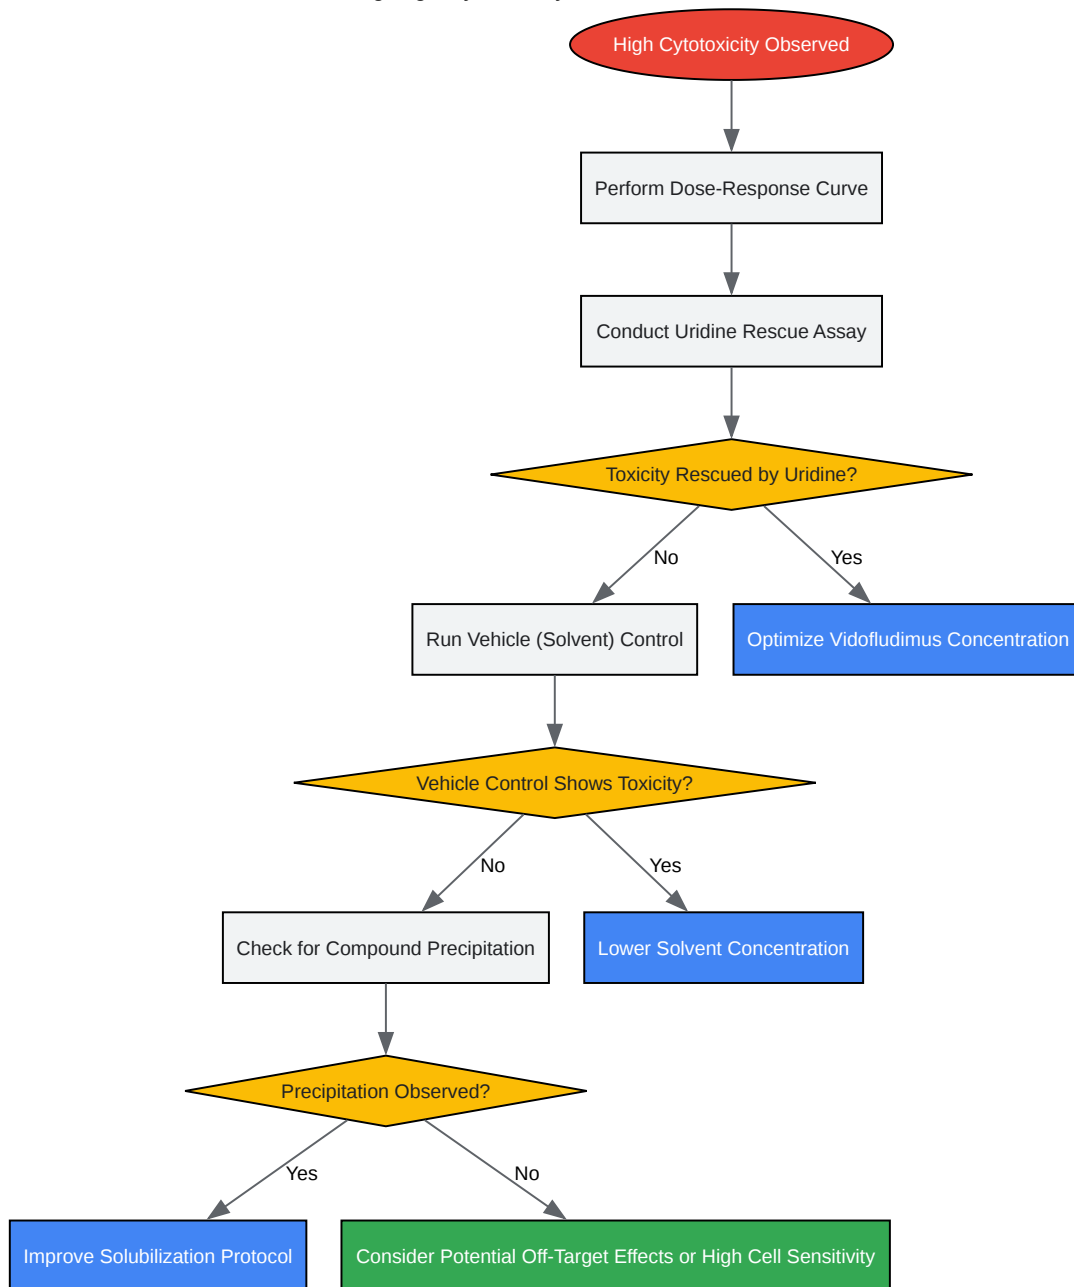 High Cytotoxicity Observed
Perform Dose-Response Curve
Conduct Uridine Rescue Assay
Toxicity Rescued by Uridine?
No
Yes
Run Vehicle (Solvent) Control
Optimize Vidofludimus Concentration
Vehicle Control Shows Toxicity?
No
Yes
Check for Compound Precipitation
Lower Solvent Concentration
Precipitation Observed?
Yes
No
Improve Solubilization Protocol
Consider Potential Off-Target Effects or High Cell Sensitivity